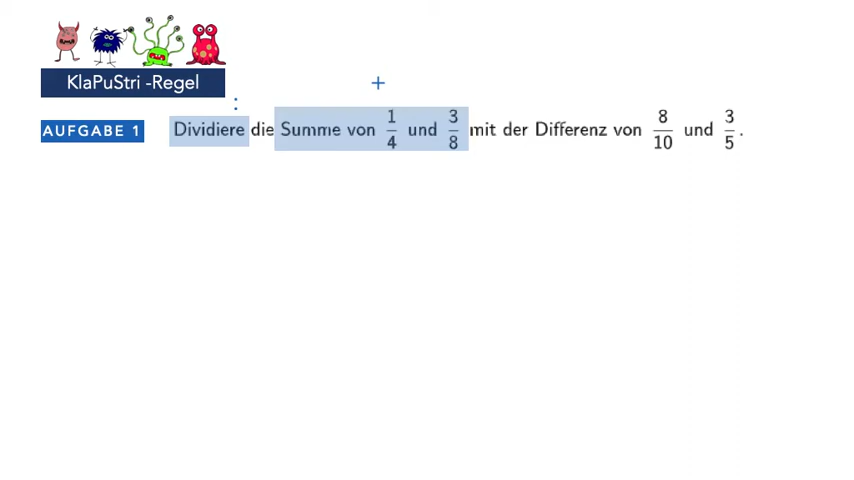 KlaPuStri -Regel
: +
AUFGABE 1 Dividiere die Summe von 1/4 und 3/8 mit der Differenz von 8/10 und 3/5.